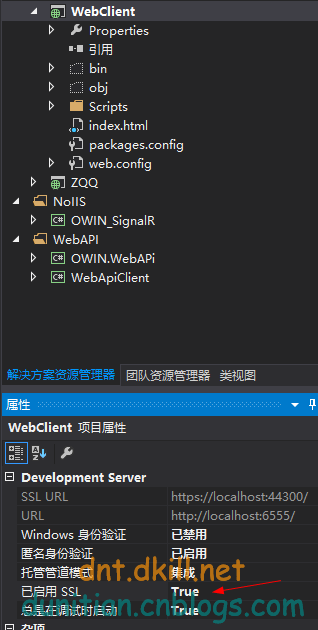 WebClient
Properties
引用
bin
obj
Scripts
index.html
packages.config
web.config
ZQQ
NoIIS
OWIN_SignalR
WebAPI
OWIN.WebAPi
WebApiClient
解决方案资源管理器 团队资源管理器 类视图
属性
WebClient 项目属性
Development Server
SSL URL https://localhost:44300/
URL http://localhost:6555/
Windows 身份验证 已禁用
匿名身份验证 已启用
托管管道模式 集成
dnt.dkill.net
已启用 SSL True
总是在调试时启动 True
dunitian.cnblogs.com
杂项